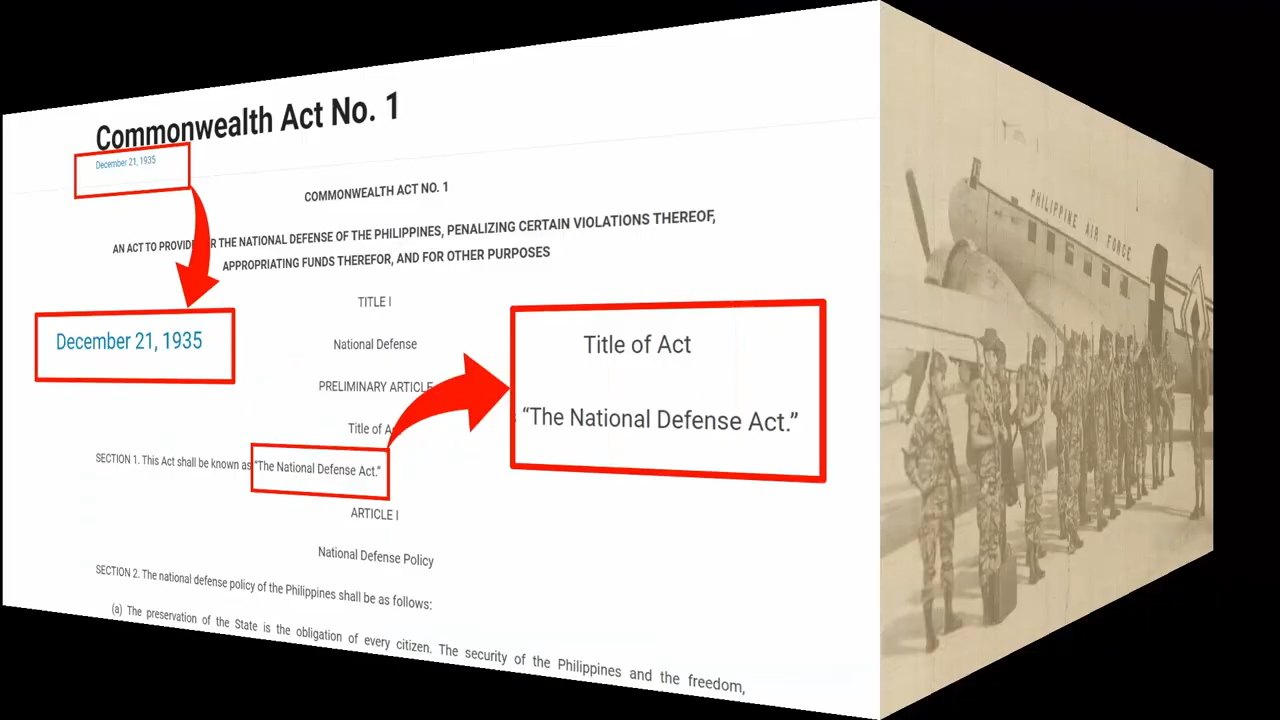 Commonwealth Act No. 1
December 21, 1935
COMMONWEALTH ACT NO. 1
AN ACT TO PROVIDE R THE NATIONAL DEFENSE OF THE PHILIPPINES, PENALIZING CERTAIN VIOLATIONS THEREOF,
APPROPRIATING FUNDS THEREFOR, AND FOR OTHER PURPOSES
TITLE I
December 21, 1935
National Defense
PRELIMINARY ARTICLE
Title of A
Title of Act
“The National Defense Act.”
SECTION 1. This Act shall be known as “The National Defense Act.”
ARTICLE I
National Defense Policy
SECTION 2. The national defense policy of the Philippines shall be as follows:
(a) The preservation of the State is the obligation of every citizen. The security of the Philippines and the freedom,
PHILIPPINE AIR FORCE